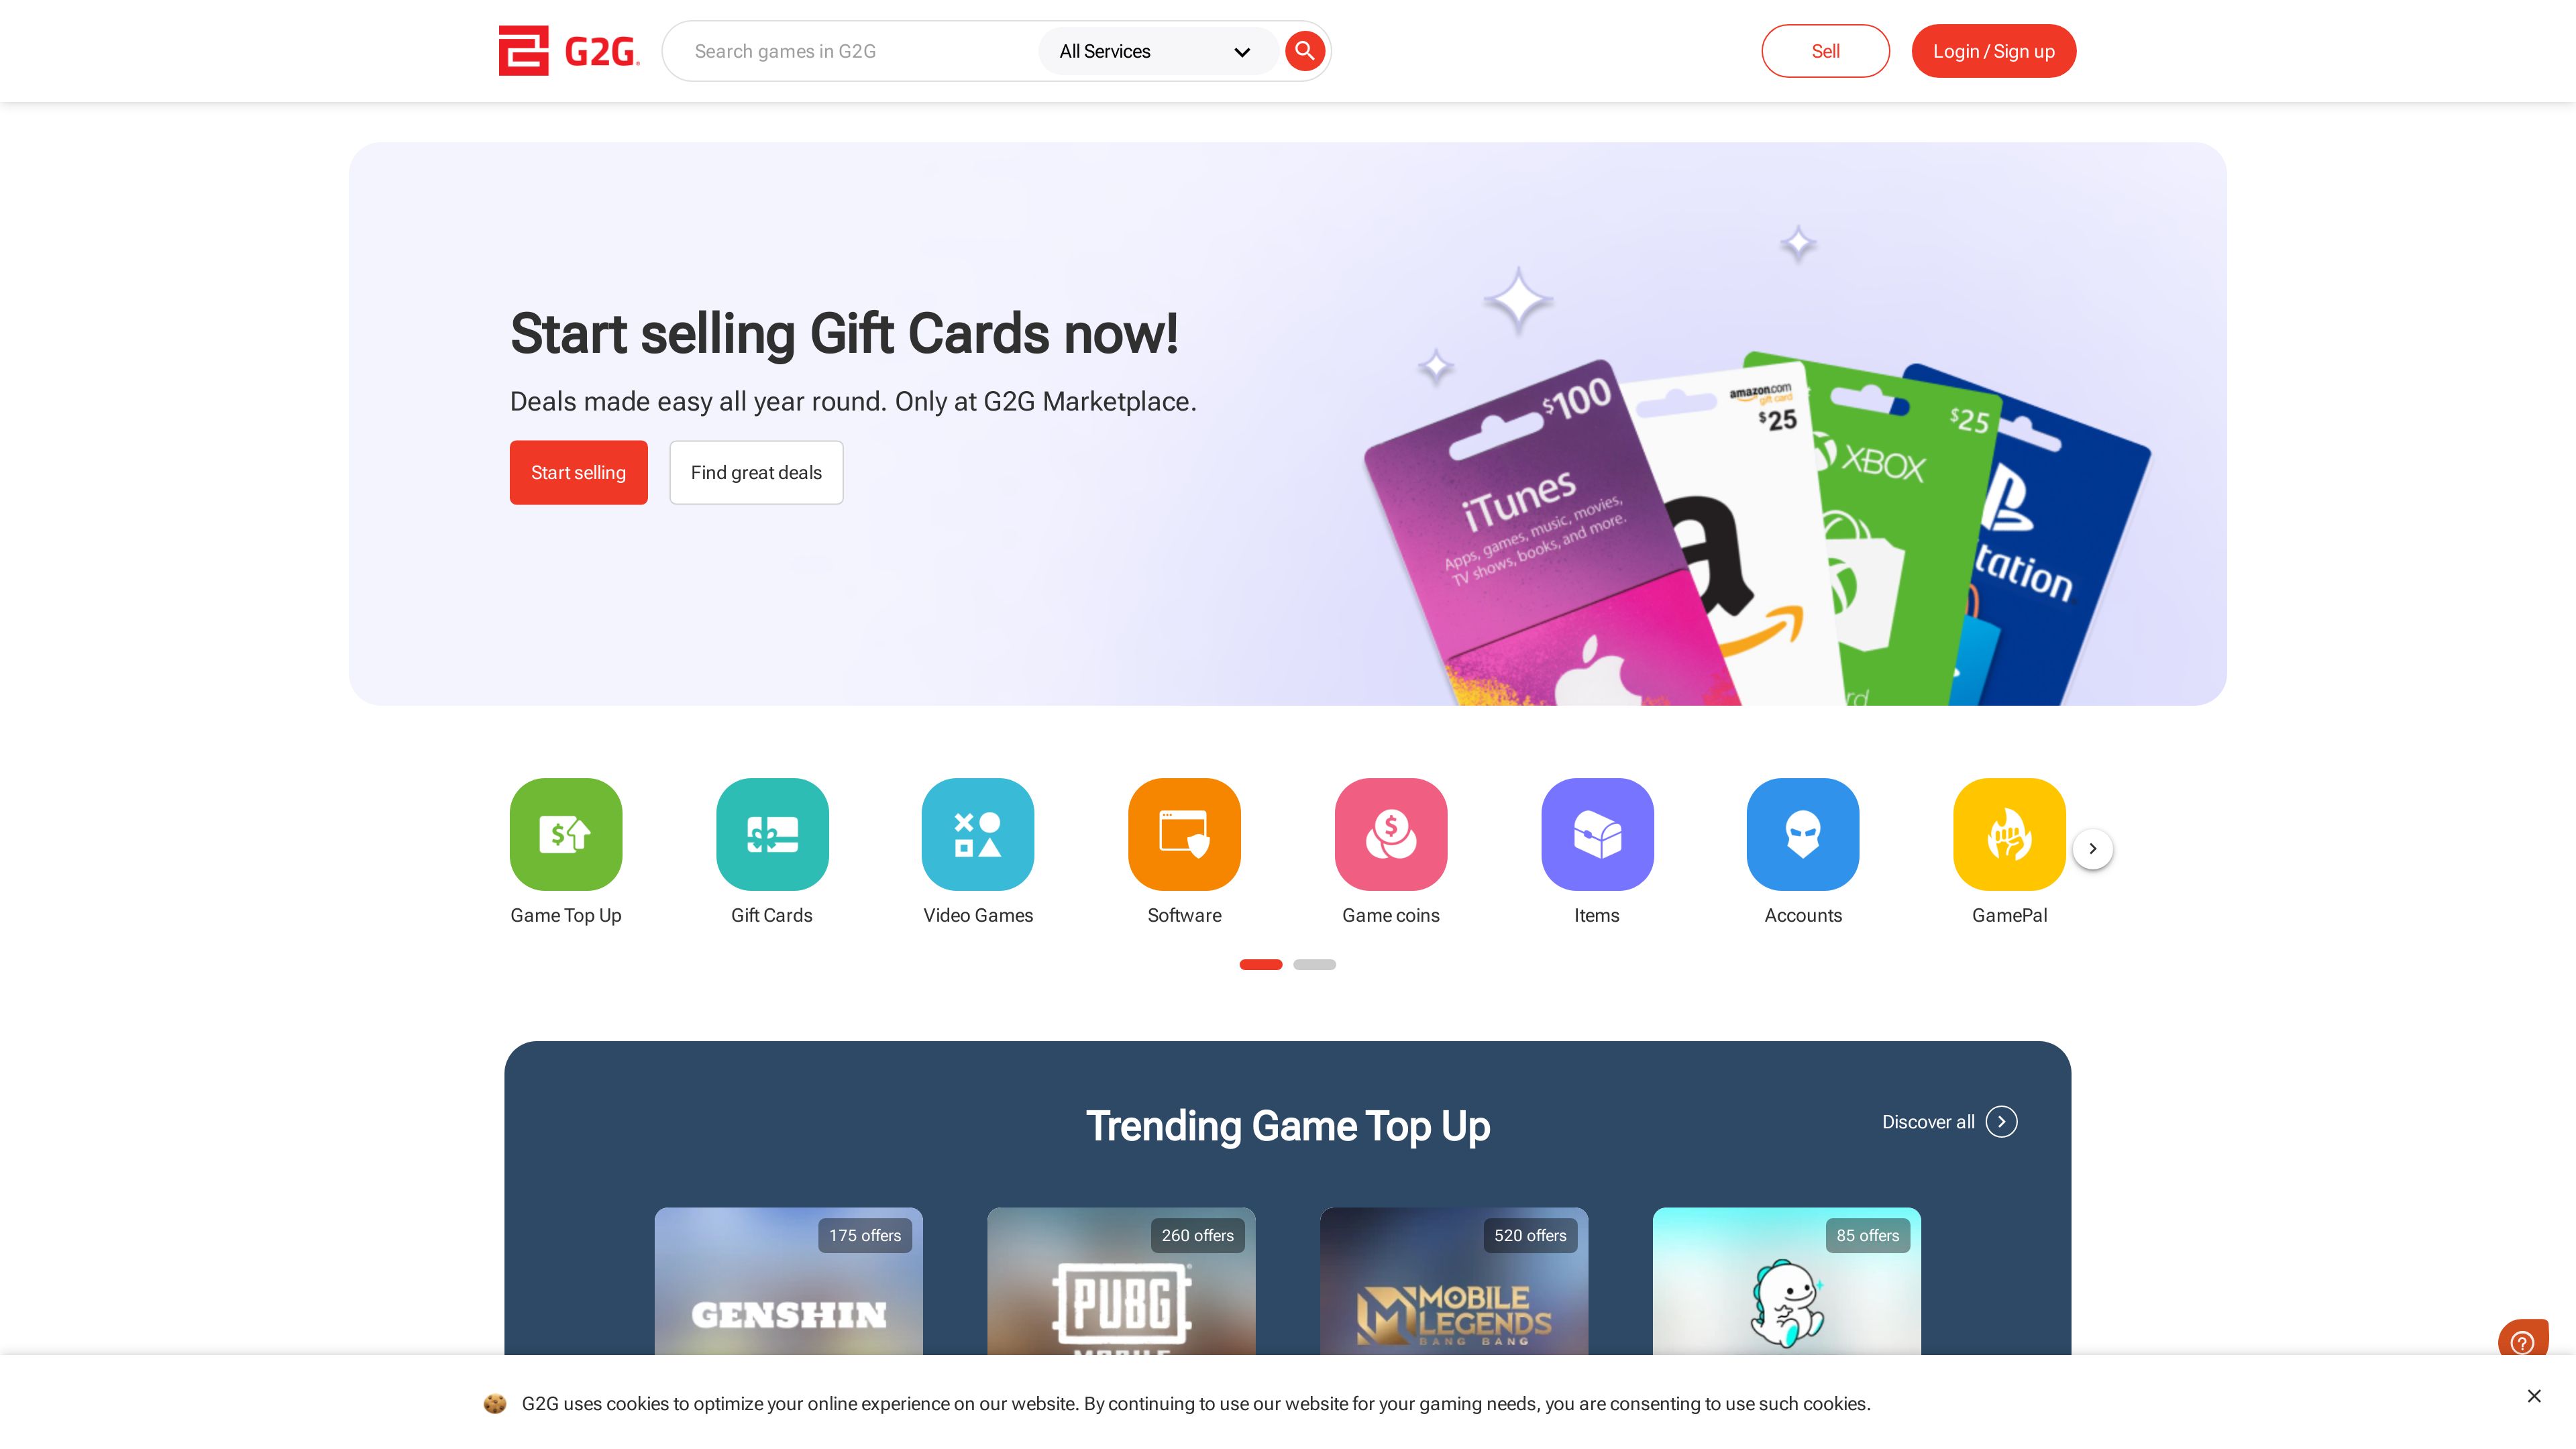 G2G
Search games in G2G
All Services
Sell
Login / Sign up
Start selling Gift Cards now!
Deals made easy all year round. Only at G2G Marketplace.
Start selling
Find great deals
$100
iTunes
Apps, games, music, movies,
TV shows, books, and more.
amazon.com
gift card
$25
a
$25
XBOX
rd
tation
Game Top Up
Gift Cards
Video Games
Software
Game coins
Items
Accounts
GamePal
Trending Game Top Up
Discover all
175 offers
GENSHIN
260 offers
PUBG
MOBILE
520 offers
MOBILE
LEGENDS
BANG BANG
85 offers
G2G uses cookies to optimize your online experience on our website. By continuing to use our website for your gaming needs, you are consenting to use such cookies.